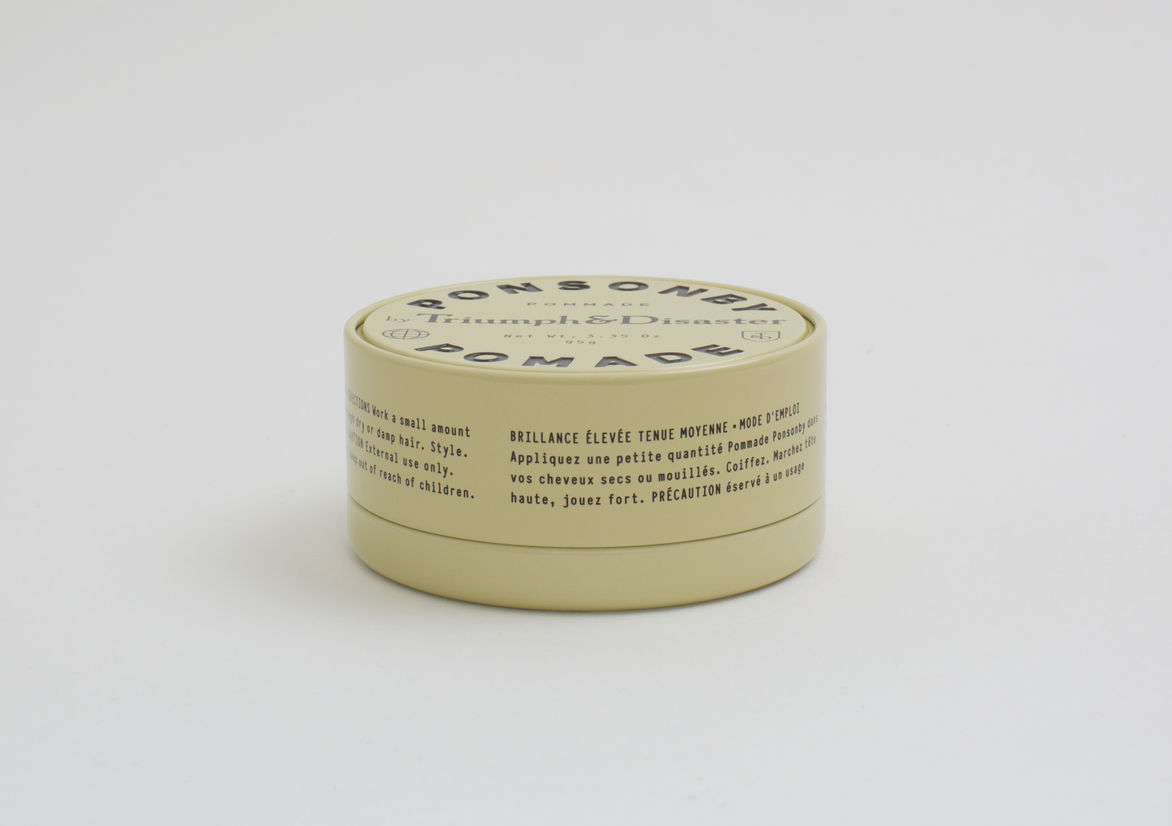 PONSONBY
POMMADE
by Triumph&Disaster
Net Wt. 3.35 Oz
95g
POMADE
Work a small amount
dry or damp hair. Style.
External use only.
out of reach of children.
BRILLANCE ÉLEVÉE TENUE MOYENNE • MODE D'EMPLOI
Appliquez une petite quantité Pommade Ponsonby dans
vos cheveux secs ou mouillés. Coiffez. Marchez tête
haute, jouez fort. PRÉCAUTION éservé à un usage